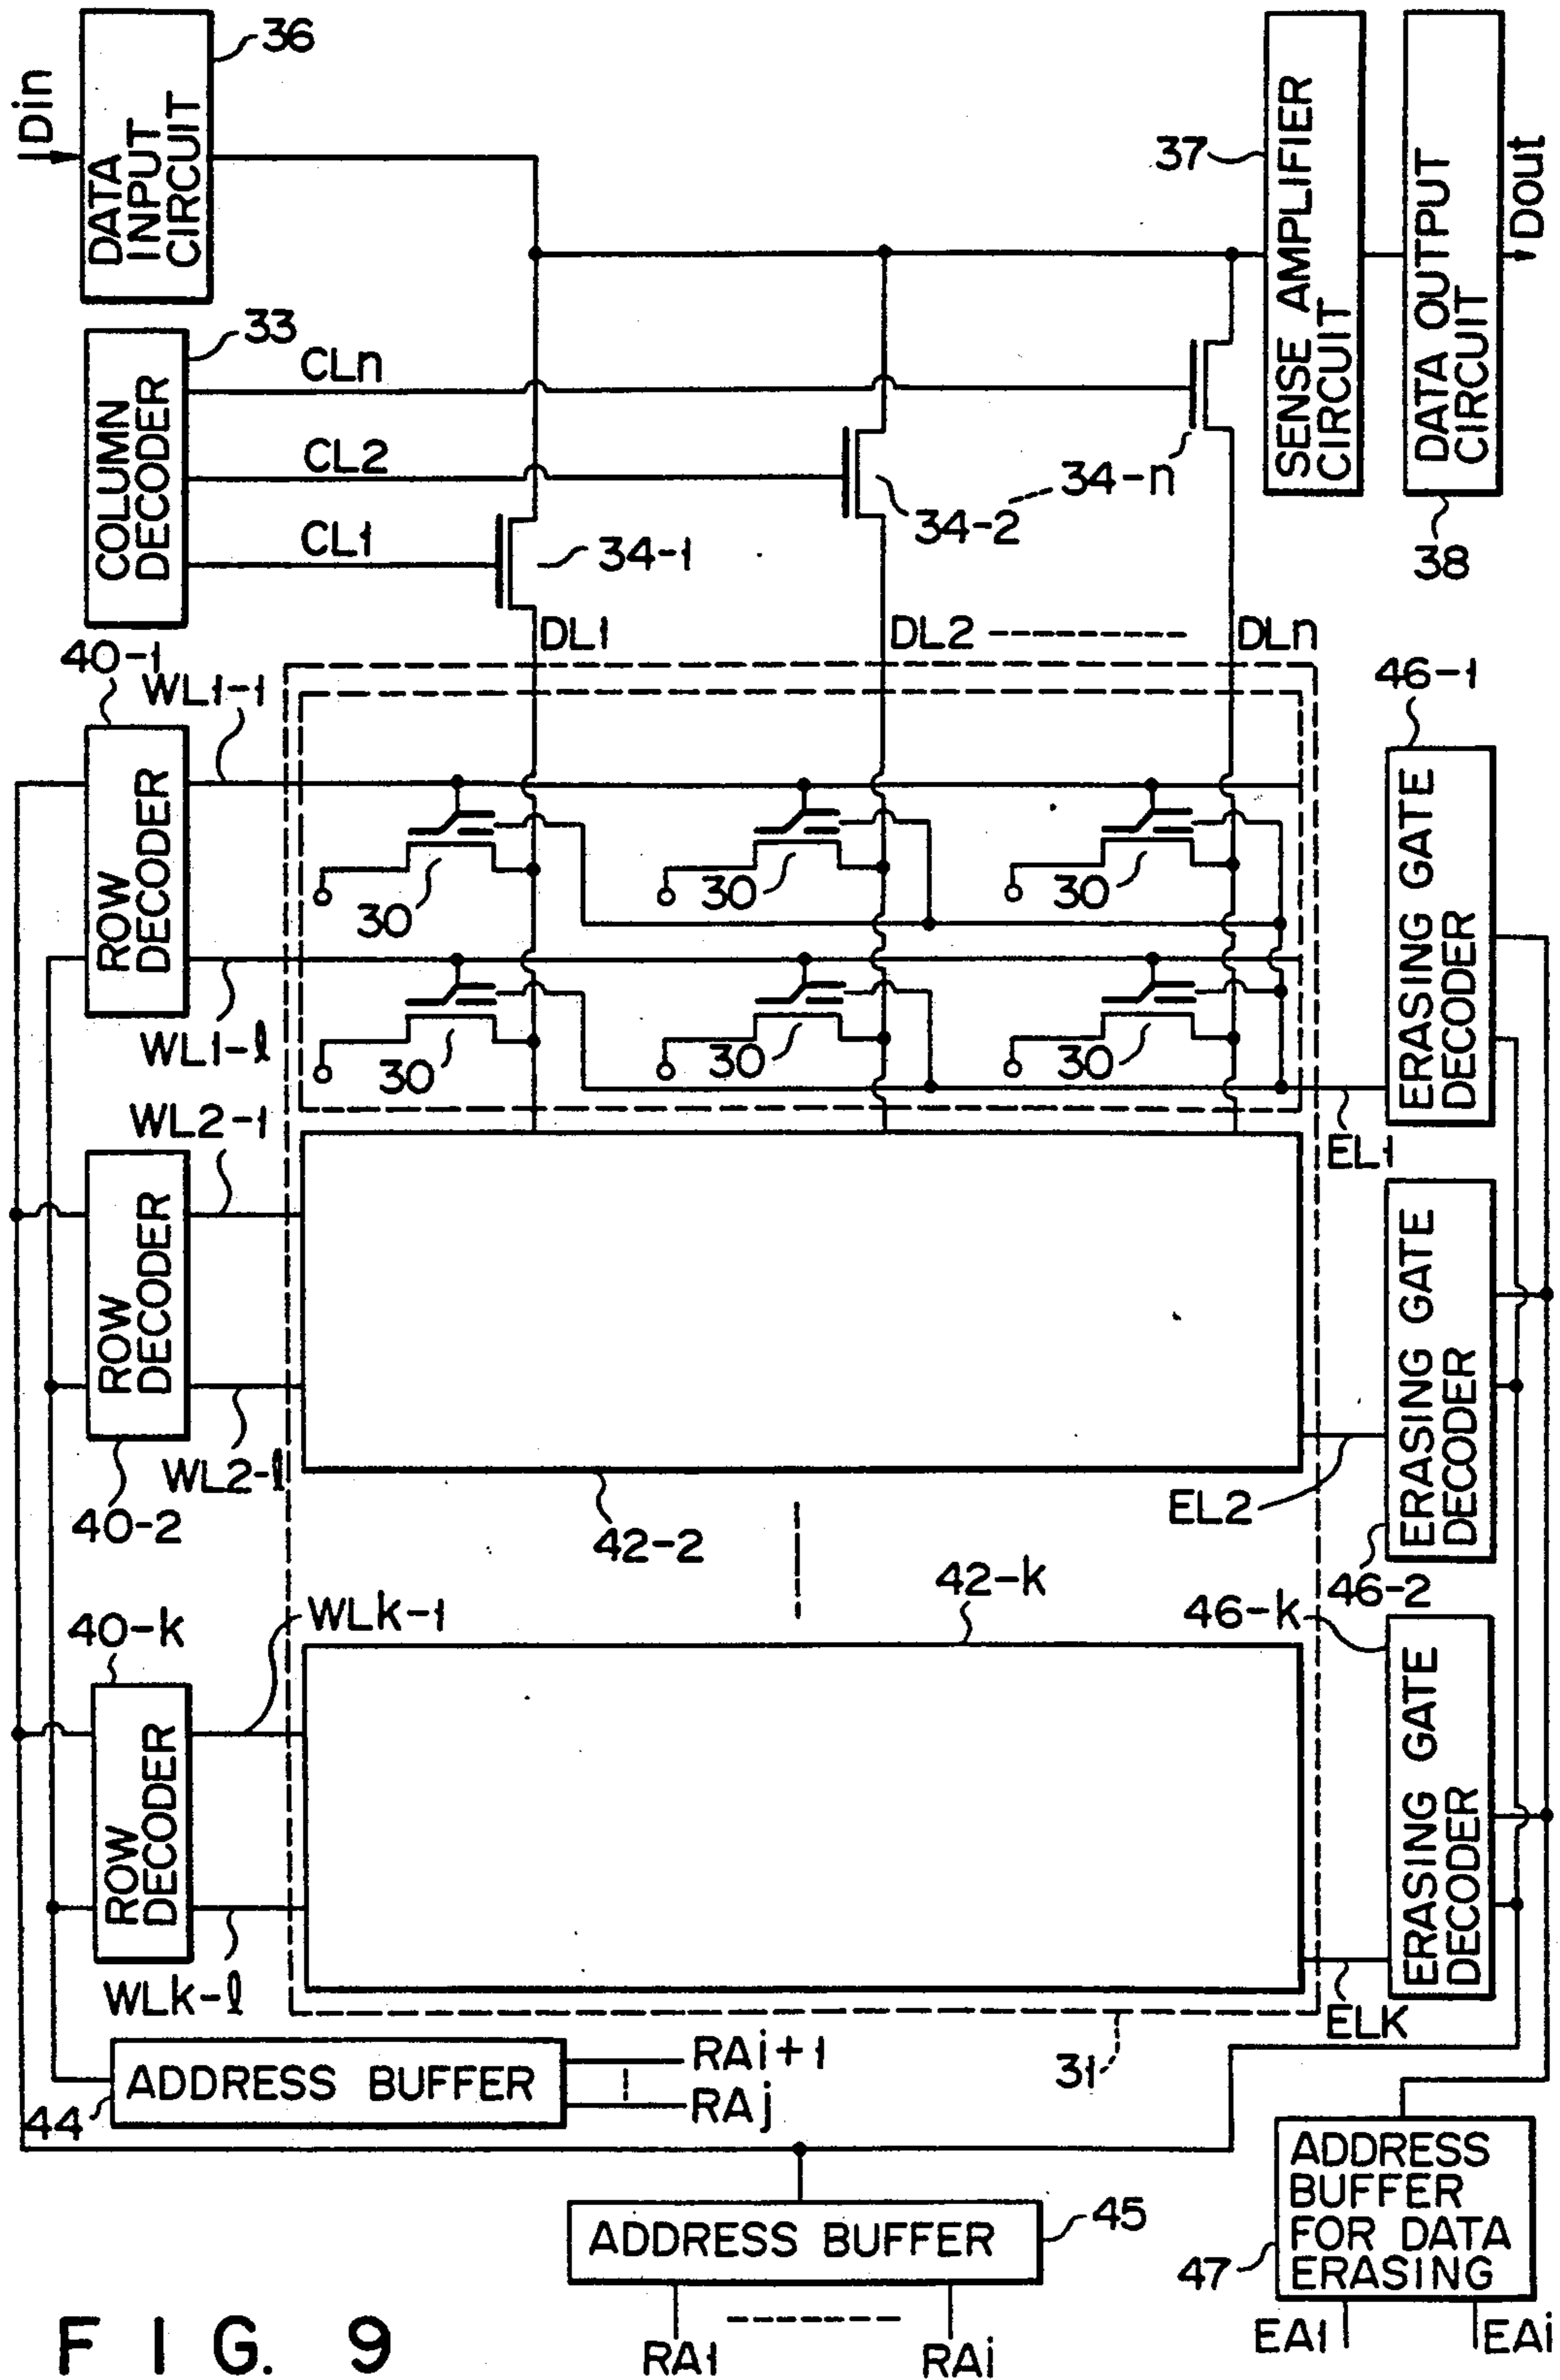 36
Din
DATA
INPUT
CIRCUIT
37
SENSE AMPLIFIER
CIRCUIT
DATA OUTPUT
CIRCUIT
Dout
38
33
COLUMN
DECODER
CLn
CL2
CL1
34-n
34-2
34-1
DL1
DL2
DLn
40-1
WL1-1
ROW
DECODER
WL1-l
30
30
30
30
30
30
46-1
ERASING GATE
DECODER
EL1
WL2-1
ROW
DECODER
WL2-l
40-2
42-2
EL2
ERASING GATE
DECODER
46-2
40-k
WLk-1
42-k
46-k
ROW
DECODER
WLk-l
ERASING GATE
DECODER
ELK
31
44
ADDRESS BUFFER
RAi+1
RAj
ADDRESS BUFFER
45
RA1
RAi
ADDRESS
BUFFER
FOR DATA
ERASING
47
EA1
EAi
FIG. 9